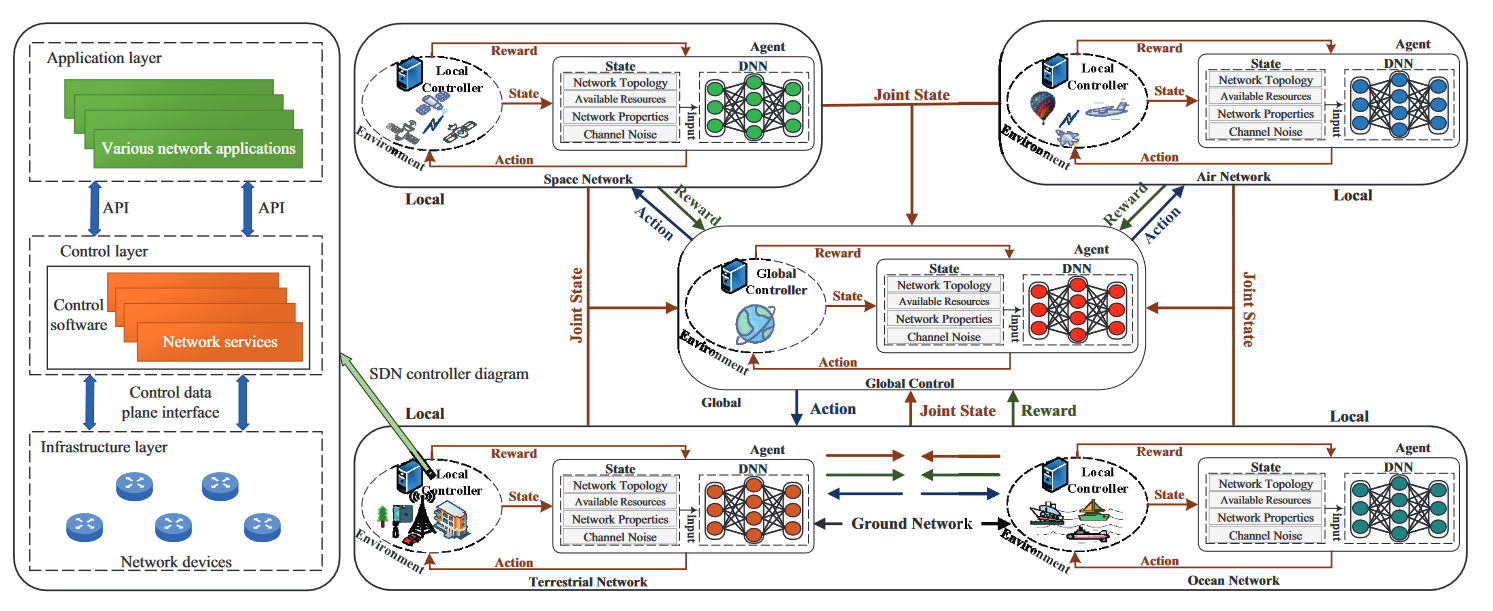 Application layer
Various network applications
API
API
Control layer
Control
software
Network services
Control data
plane interface
Infrastructure layer
Network devices
SDN controller diagram
Reward
Agent
Local
Controller
State
State
DNN
Network Topology
Available Resources
Network Properties
Channel Noise
Input
Environment
Action
Space Network
Local
Joint State
Reward
Agent
Local
Controller
State
State
DNN
Network Topology
Available Resources
Network Properties
Channel Noise
Input
Environment
Action
Air Network
Local
Reward
Action
Reward
Action
Joint State
Joint State
Reward
Agent
Global
Controller
State
State
DNN
Network Topology
Available Resources
Network Properties
Channel Noise
Input
Environment
Action
Global Control
Global
Action
Joint State
Reward
Local
Reward
Agent
Local
Controller
State
State
DNN
Network Topology
Available Resources
Network Properties
Channel Noise
Input
Environment
Action
Terrestrial Network
Ground Network
Local
Reward
Agent
Local
Controller
State
State
DNN
Network Topology
Available Resources
Network Properties
Channel Noise
Input
Environment
Action
Ocean Network